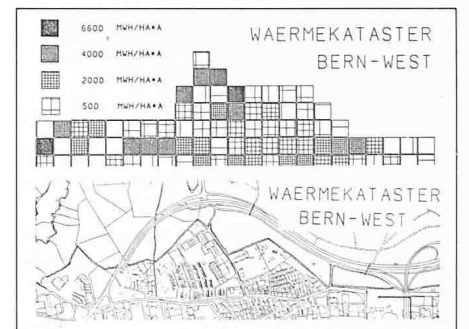 6600 MWH/HA*A
4000 MWH/HA*A
2000 MWH/HA*A
500 MWH/HA*A
WAERMEKATASTER
BERN-WEST
WAERMEKATASTER
BERN-WEST